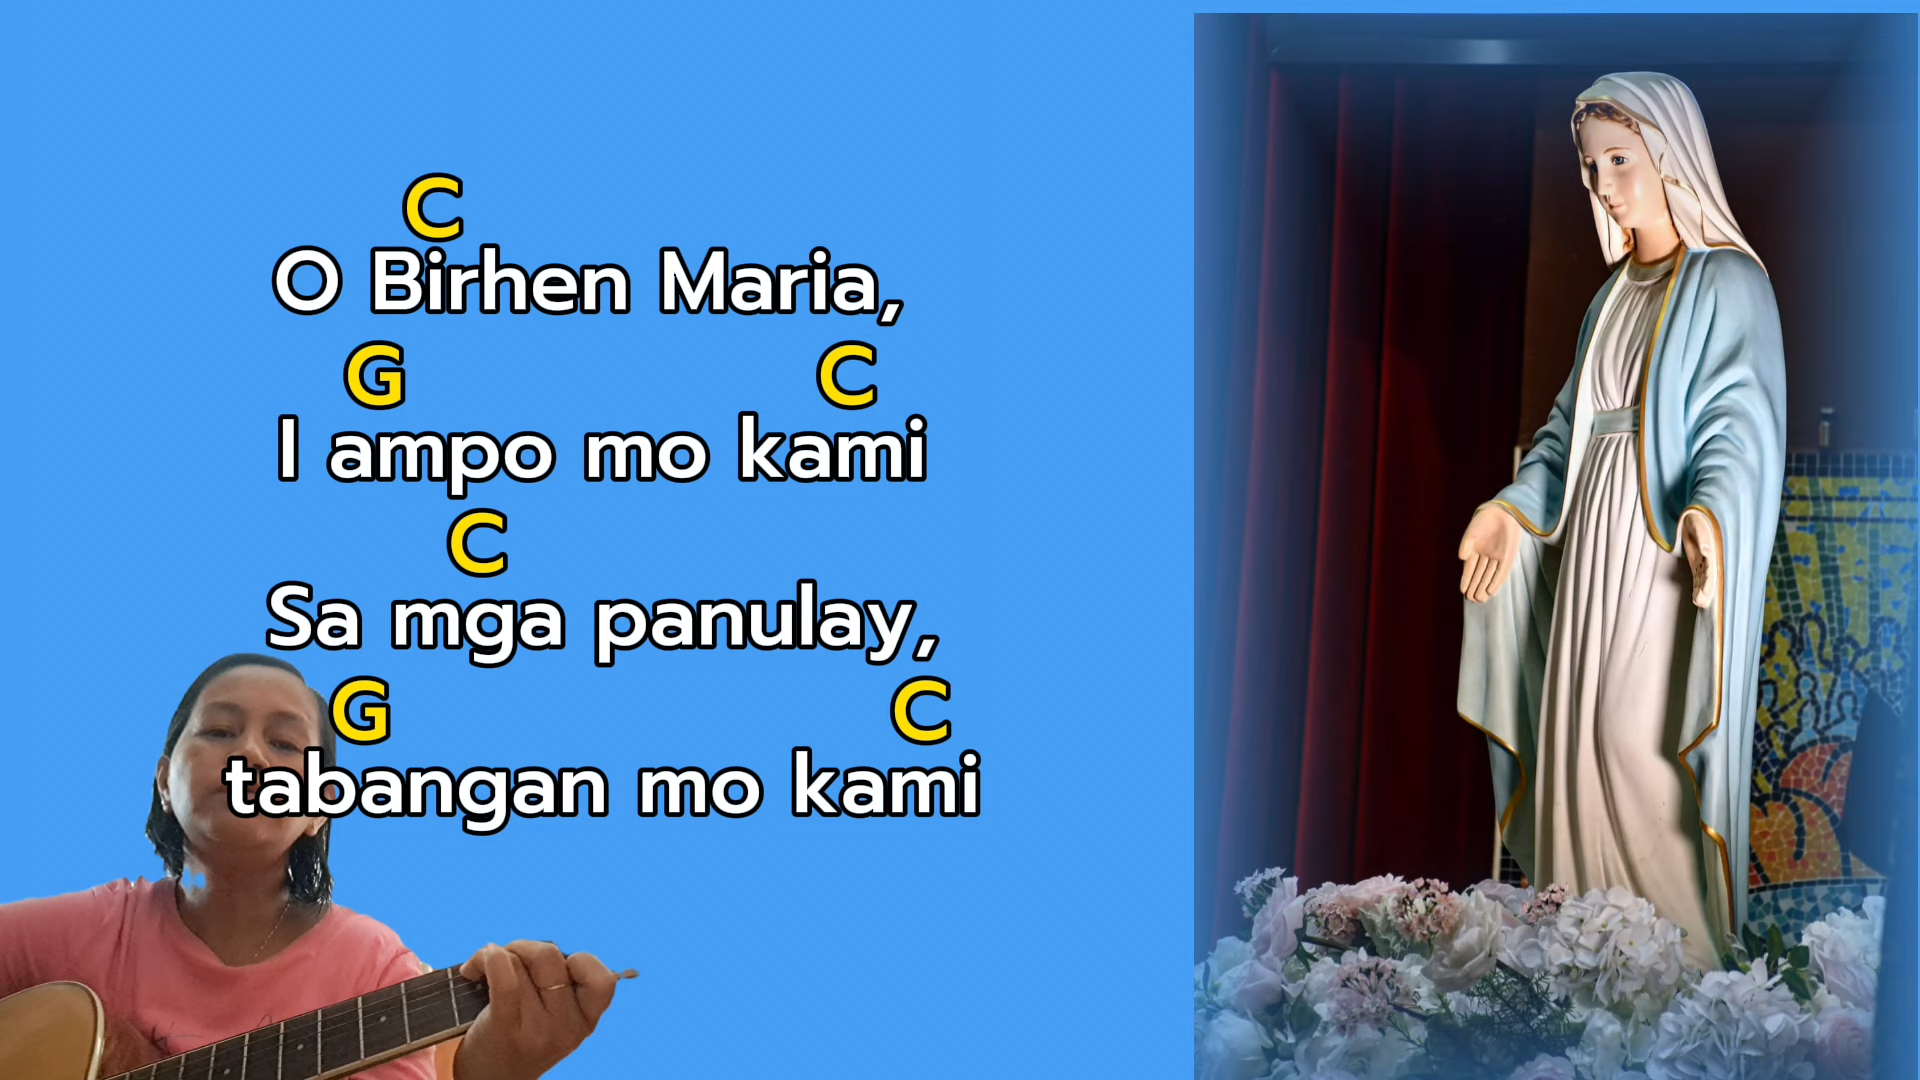 C
O Birhen Maria,
G C
I ampo mo kami
C
Sa mga panulay,
G C
tabangan mo kami